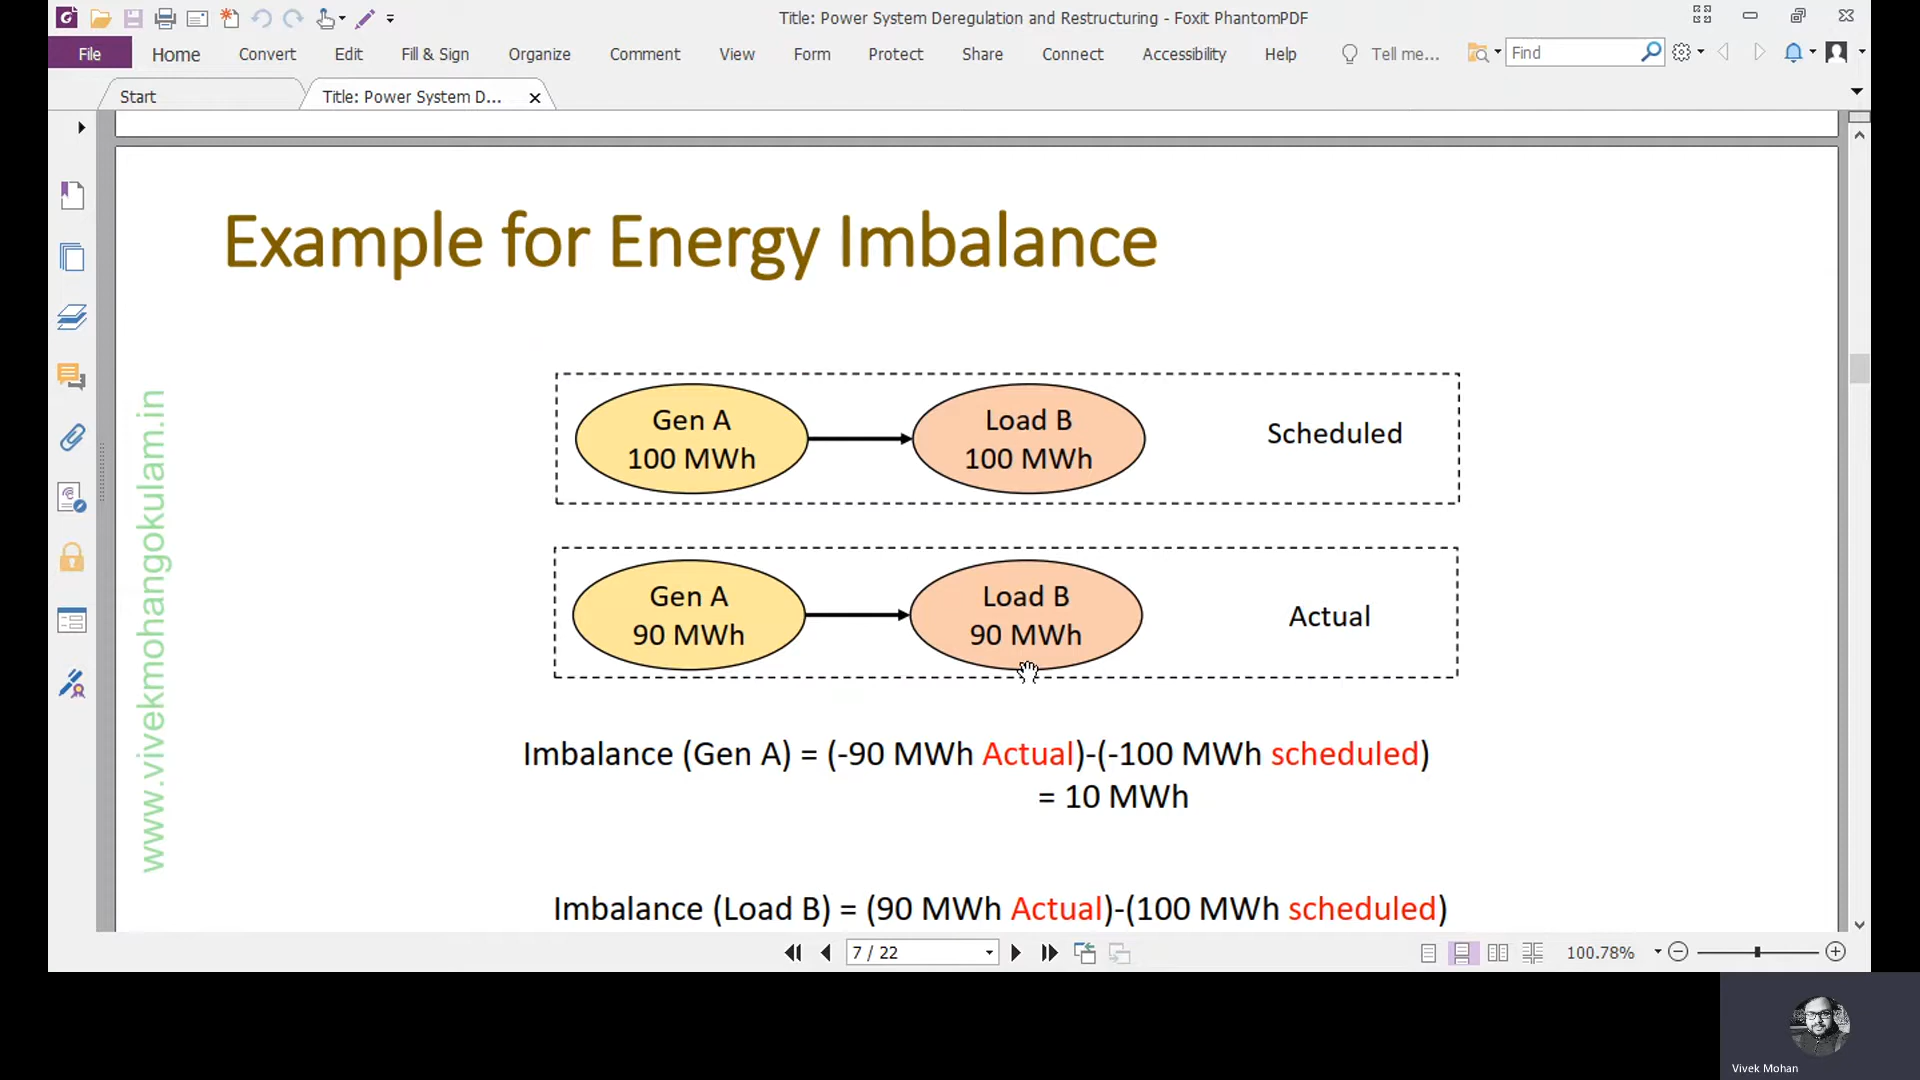 Title: Power System Deregulation and Restructuring - Foxit PhantomPDF
File Home Convert Edit Fill & Sign Organize Comment View Form Protect Share Connect Accessibility Help Tell me... Find
Start Title: Power System D...
Example for Energy Imbalance
Gen A
100 MWh
Load B
100 MWh
Scheduled
Gen A
90 MWh
Load B
90 MWh
Actual
Imbalance (Gen A) = (-90 MWh Actual)-(-100 MWh scheduled)
= 10 MWh
Imbalance (Load B) = (90 MWh Actual)-(100 MWh scheduled)
www.vivekmohangokulam.in
7 / 22 100.78%
Vivek Mohan